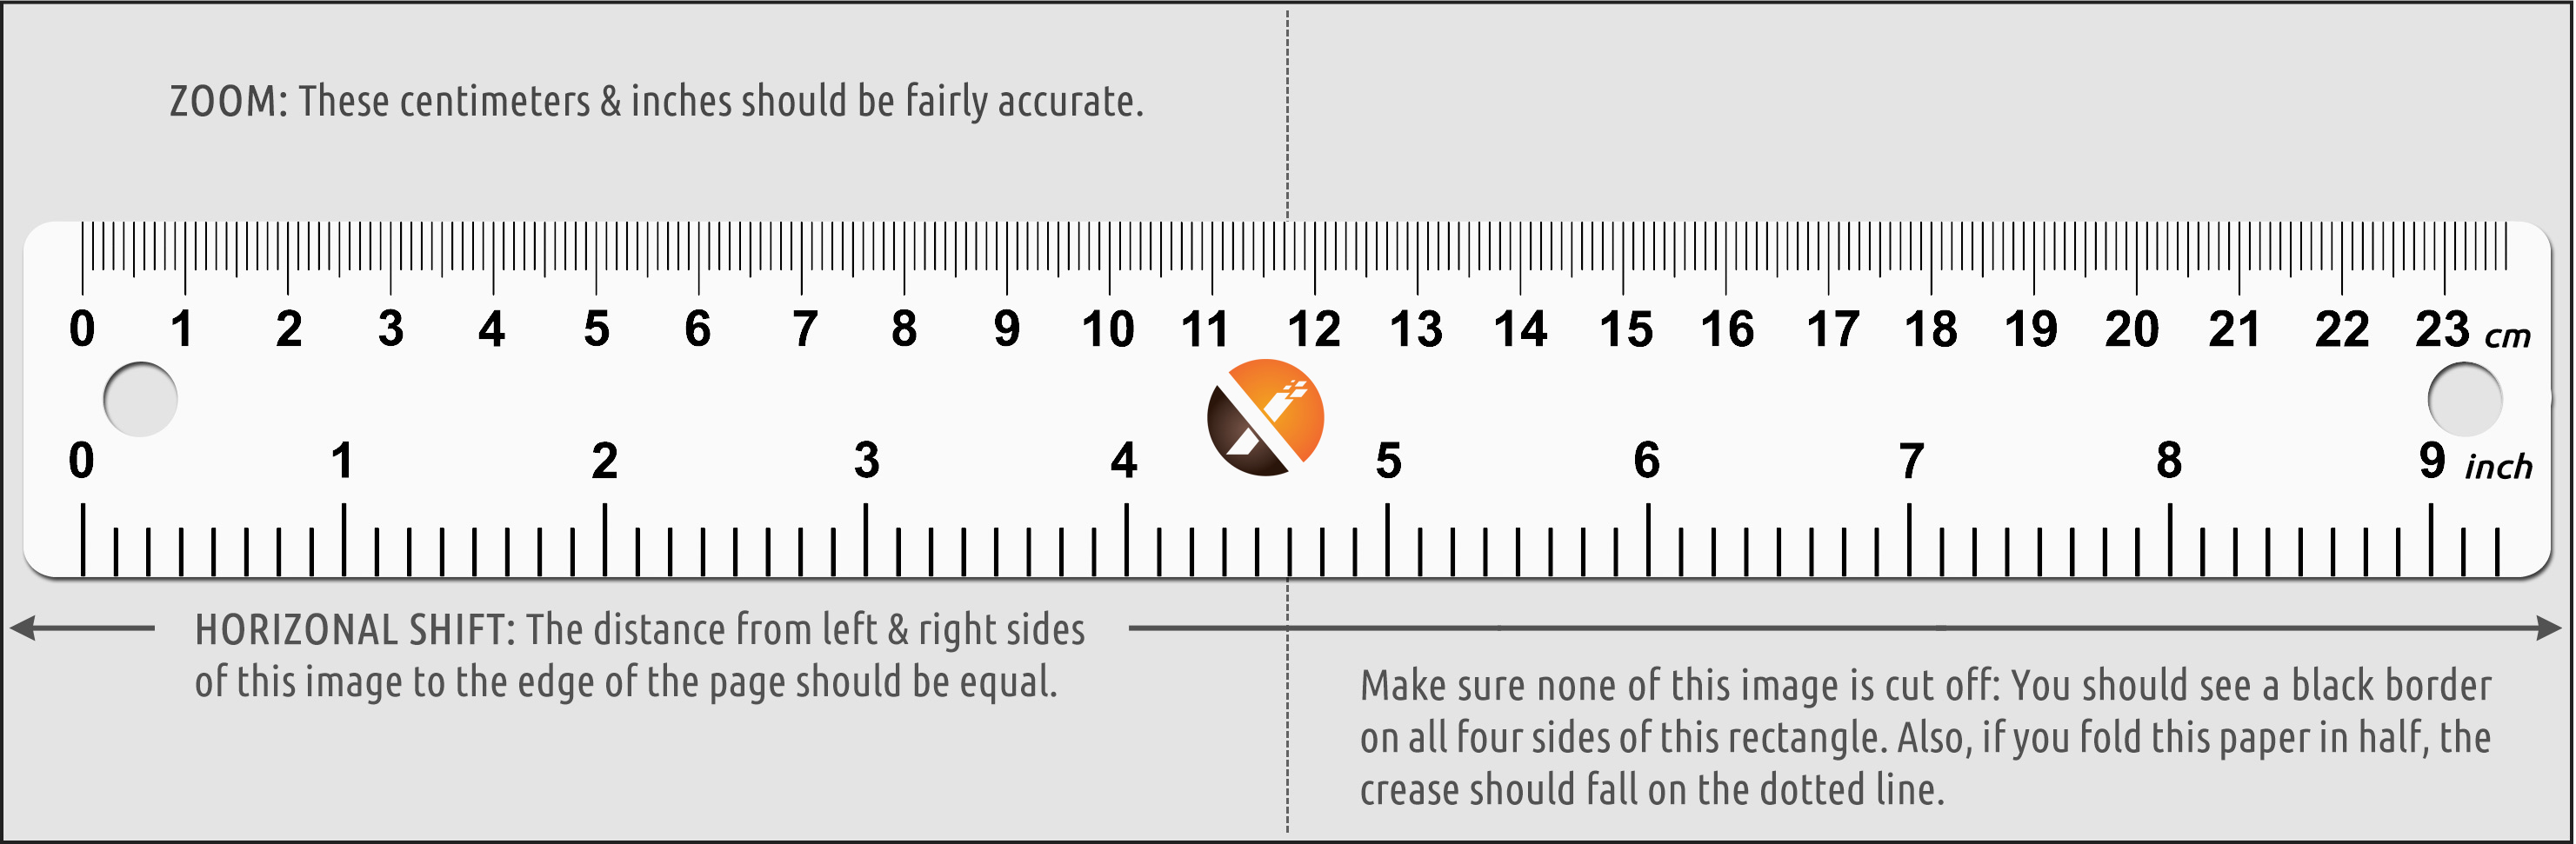 ZOOM: These centimeters & inches should be fairly accurate.
0 1 2 3 4 5 6 7 8 9 10 11 12 13 14 15 16 17 18 19 20 21 22 23 cm
0 1 2 3 4 5 6 7 8 9 inch
HORIZONAL SHIFT: The distance from left & right sides
of this image to the edge of the page should be equal.
Make sure none of this image is cut off: You should see a black border
on all four sides of this rectangle. Also, if you fold this paper in half, the
crease should fall on the dotted line.